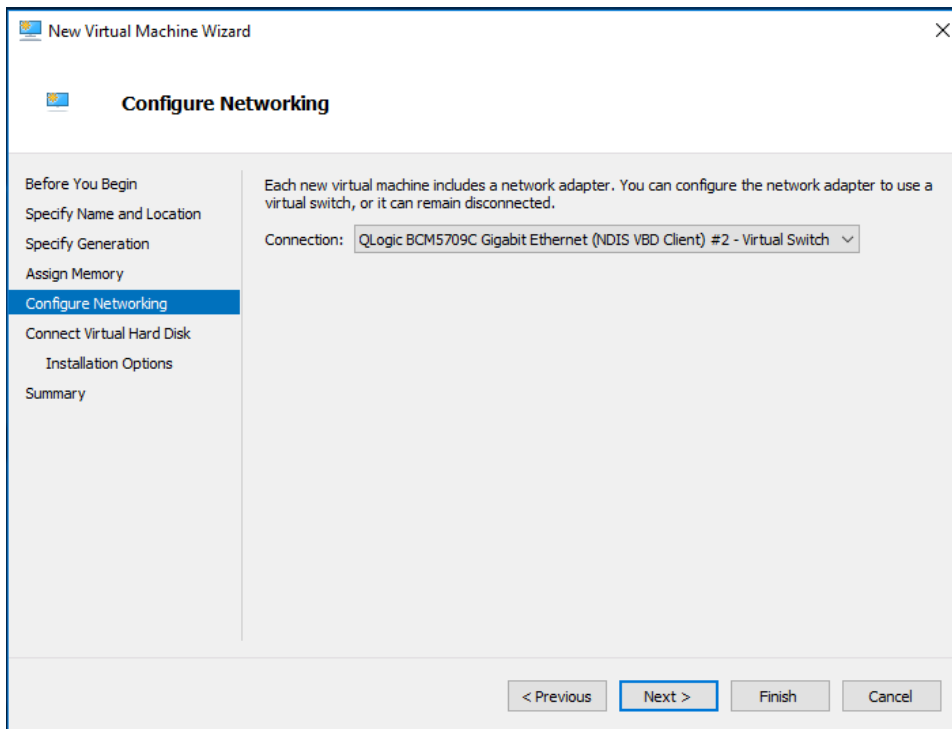 New Virtual Machine Wizard
Configure Networking
Before You Begin
Specify Name and Location
Specify Generation
Assign Memory
Configure Networking
Connect Virtual Hard Disk
Installation Options
Summary
Each new virtual machine includes a network adapter. You can configure the network adapter to use a
virtual switch, or it can remain disconnected.
Connection: QLogic BCM5709C Gigabit Ethernet (NDIS VBD Client) #2 - Virtual Switch
< Previous Next > Finish Cancel